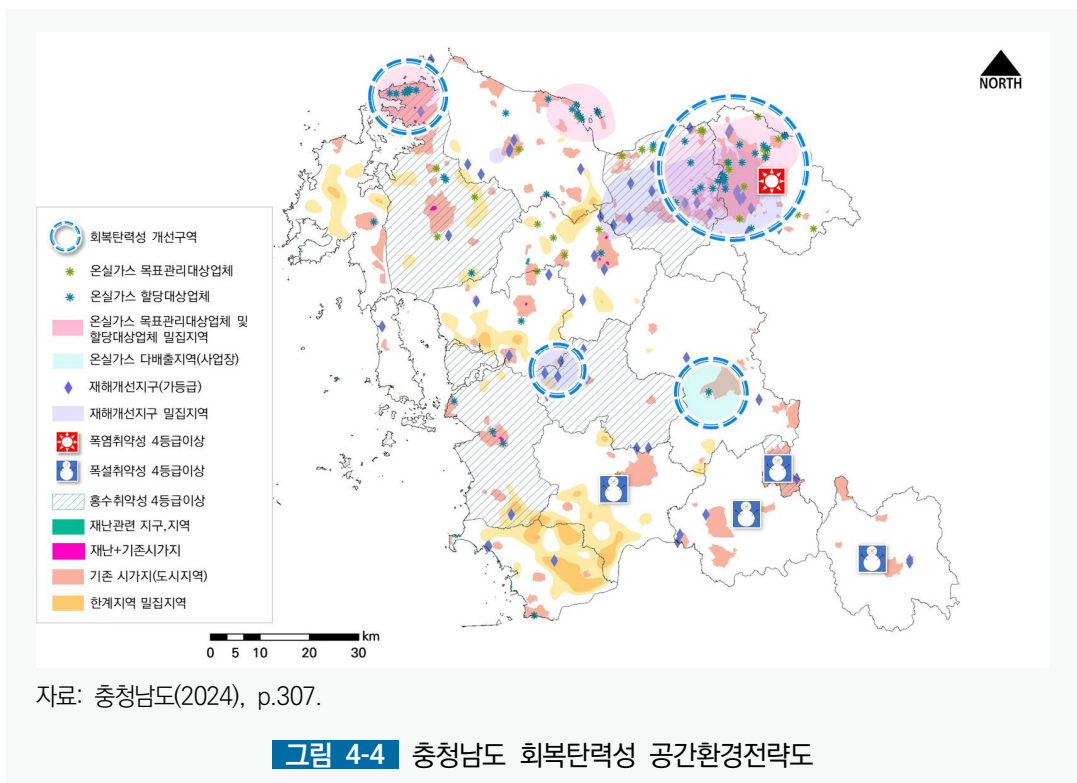 NORTH
회복탄력성 개선구역
온실가스 목표관리대상업체
온실가스 할당대상업체
온실가스 목표관리대상업체 및
할당대상업체 밀집지역
온실가스 다배출지역(사업장)
재해개선지구(가등급)
재해개선지구 밀집지역
폭염취약성 4등급이상
폭설취약성 4등급이상
홍수취약성 4등급이상
재난관련 지구,지역
재난+기존시가지
기존 시가지(도시지역)
한계지역 밀집지역
km
0 5 10 20 30
자료: 충청남도(2024), p.307.
그림 4-4 충청남도 회복탄력성 공간환경전략도